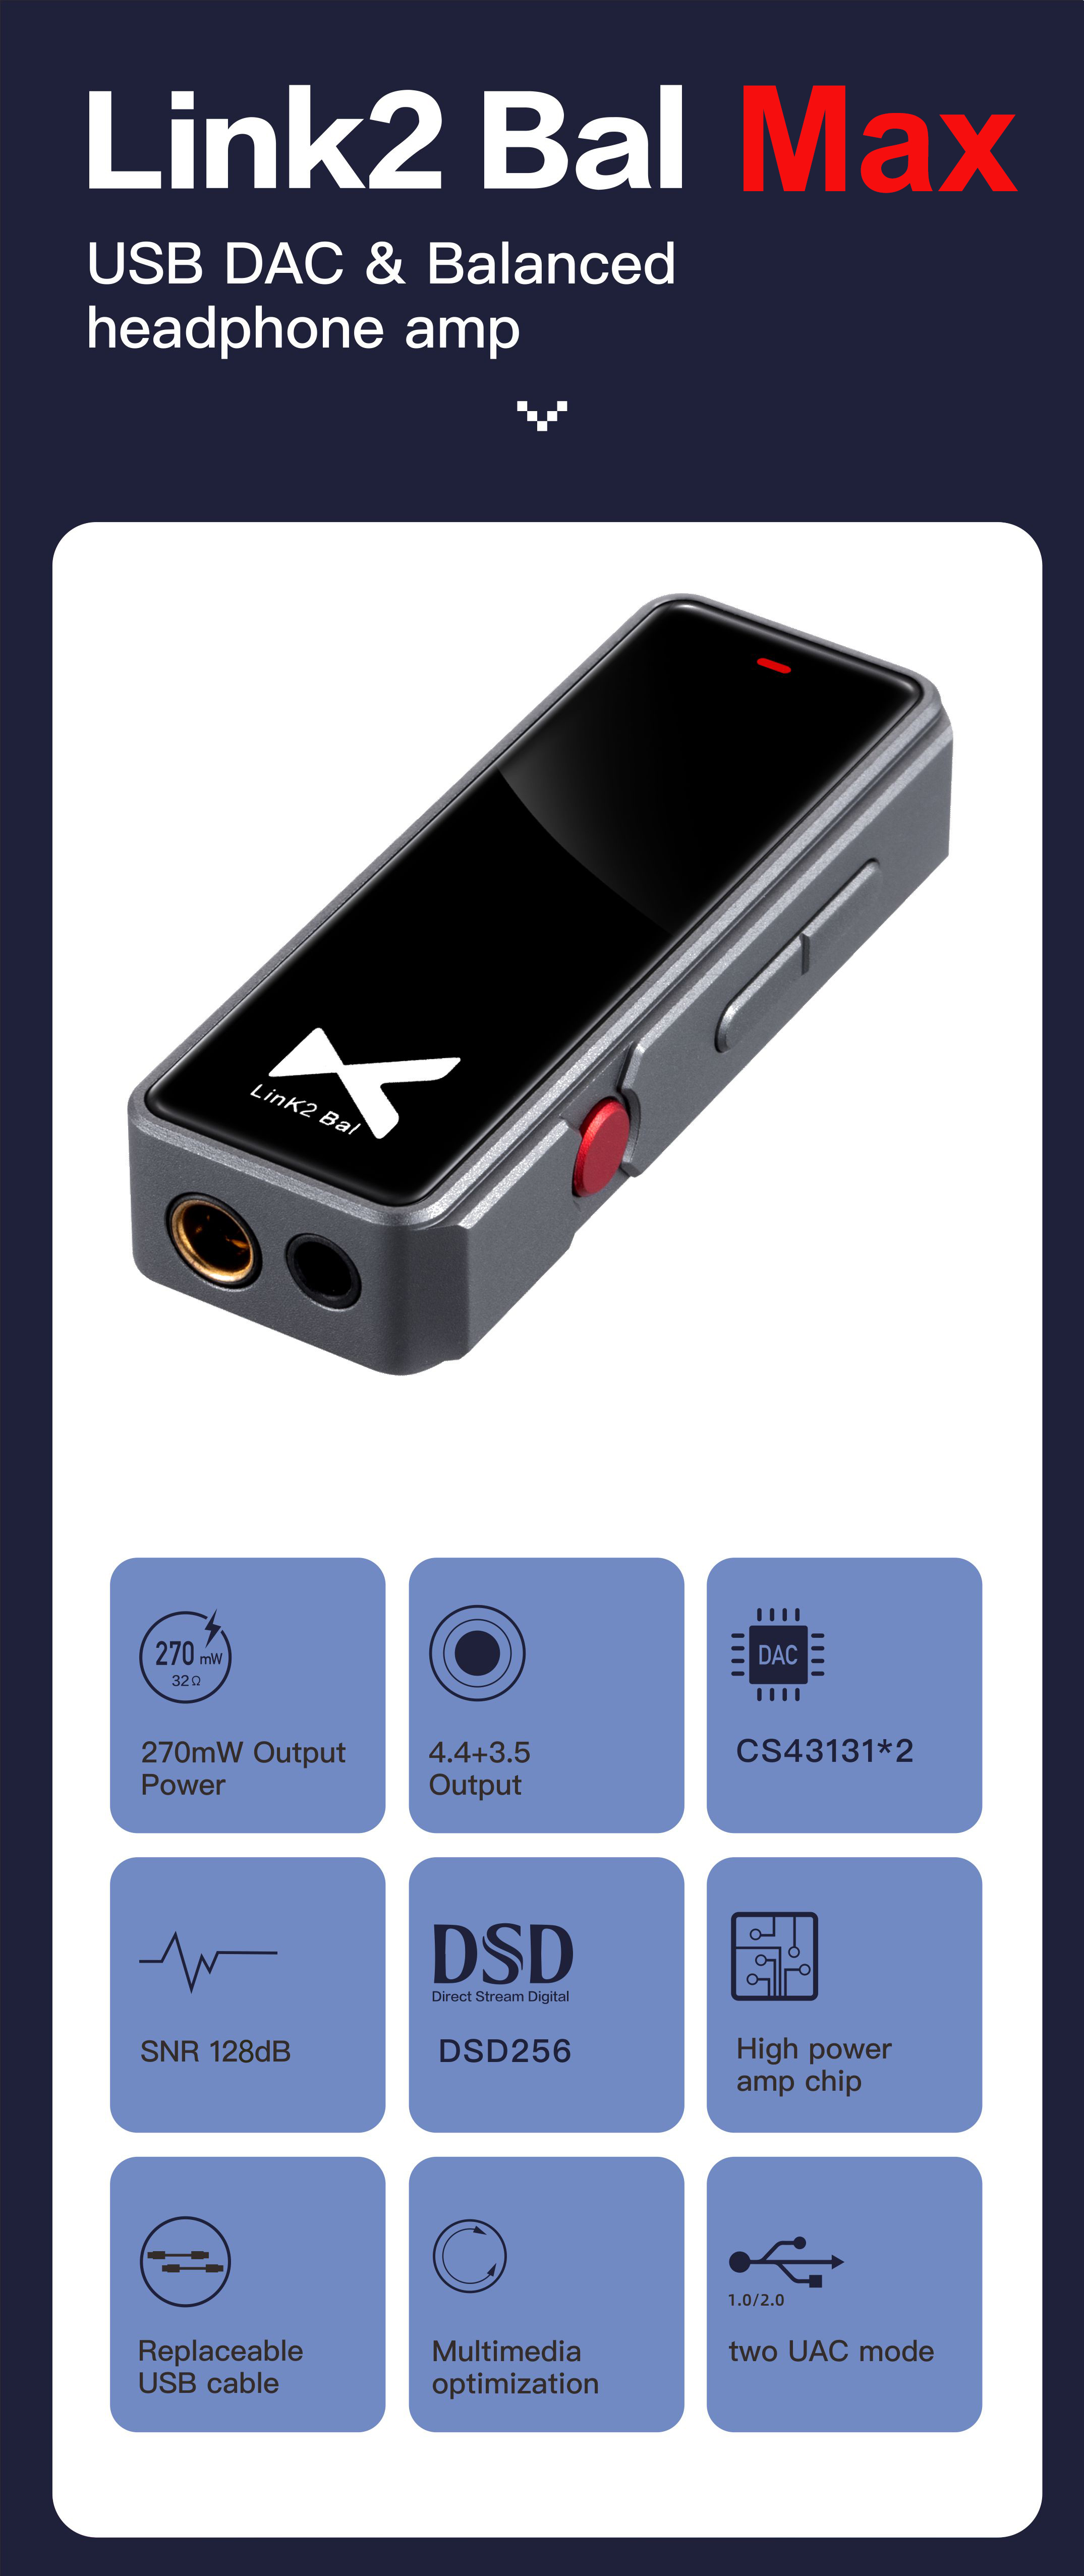 Link2 Bal Max
USB DAC & Balanced
headphone amp
LinK2 Bal
270 mW
32Ω
270mW Output
Power
4.4+3.5
Output
DAC
CS43131*2
SNR 128dB
DSD
Direct Stream Digital
DSD256
High power
amp chip
Replaceable
USB cable
Multimedia
optimization
1.0/2.0
two UAC mode